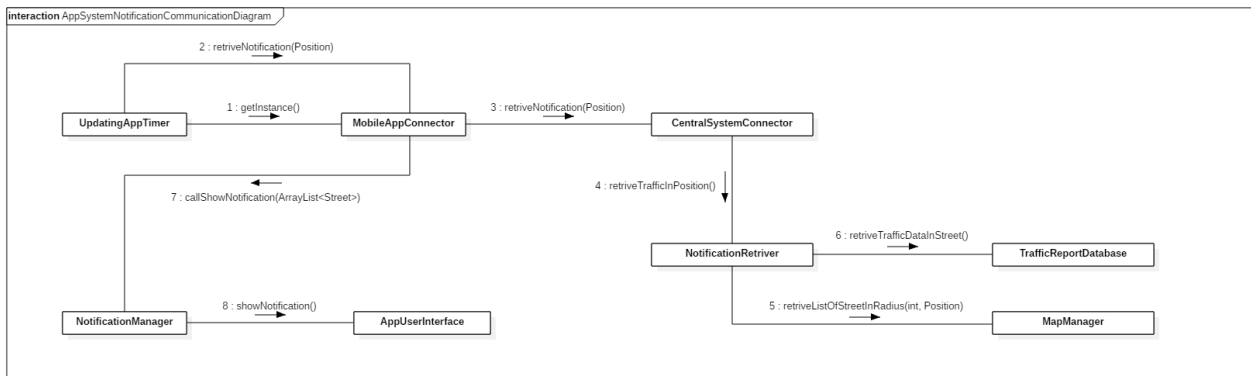 interaction AppSystemNotificationCommunicationDiagram
2 : retriveNotification(Position)
1 : getInstance()
3 : retriveNotification(Position)
UpdatingAppTimer
MobileAppConnector
CentralSystemConnector
4 : retriveTrafficInPosition()
7 : callShowNotification(ArrayList<Street>)
6 : retriveTrafficDataInStreet()
NotificationRetriver
TrafficReportDatabase
5 : retriveListOfStreetInRadius(int, Position)
8 : showNotification()
NotificationManager
AppUserInterface
MapManager